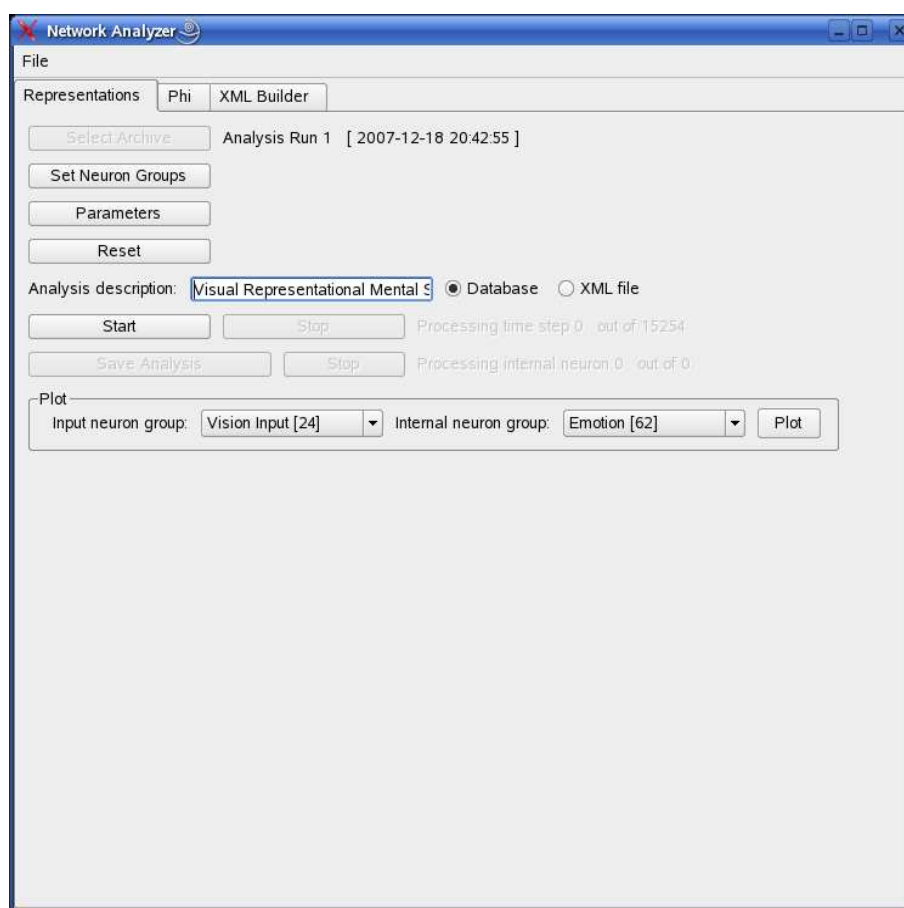 Network Analyzer
File
Representations Phi XML Builder
Select Archive Analysis Run 1 [ 2007-12-18 20:42:55 ]
Set Neuron Groups
Parameters
Reset
Analysis description: Visual Representational Mental S Database XML file
Start Stop Processing time step 0 out of 15254
Save Analysis Stop Processing internal neuron 0 out of 0
Plot
Input neuron group: Vision Input [24] Internal neuron group: Emotion [62] Plot